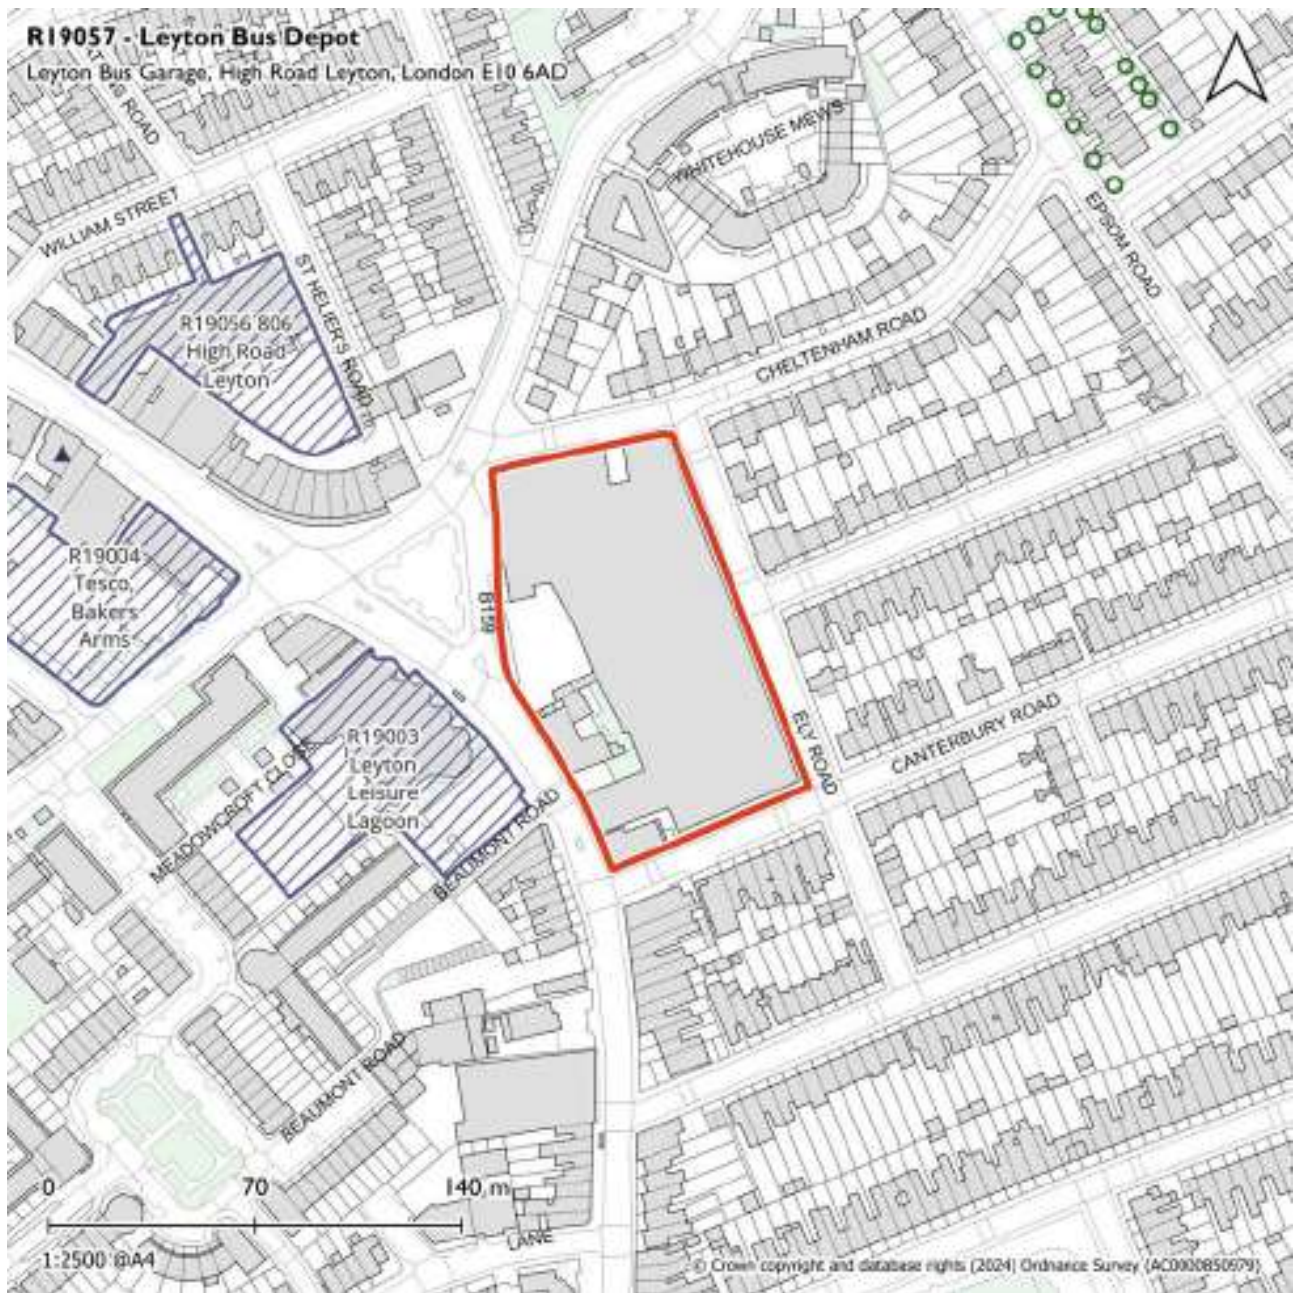 R19057 - Leyton Bus Depot
Leyton Bus Garage, High Road Leyton, London E10 6AD
ROAD
WHITEHOUSE MEWS
WILLIAM STREET
EPSOM ROAD
ST HELIER'S ROAD
R19056 806
High Road
Leyton
CHELTENHAM ROAD
R19004
Tesco,
Bakers
Arms
B159
ELY ROAD
CANTERBURY ROAD
R19003
Leyton
Leisure
Lagoon
MEADOWCROFT CLOSE
BEAUMONT ROAD
BEAUMONT ROAD
0 70 140 m
LANE
1:2500 @A4
© Crown copyright and database rights (2024) Ordnance Survey (AC0000850979)